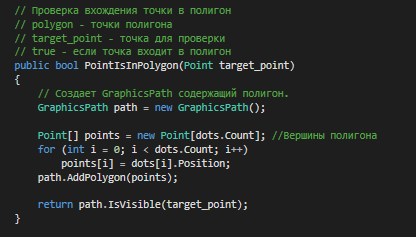 // Проверка вхождения точки в полигон
// polygon - точки полигона
// target_point - точка для проверки
// true - если точка входит в полигон
public bool PointIsInPolygon(Point target_point)
{
// Создает GraphicsPath содержащий полигон.
GraphicsPath path = new GraphicsPath();
Point[] points = new Point[dots.Count]; //Вершины полигона
for (int i = 0; i < dots.Count; i++)
points[i] = dots[i].Position;
path.AddPolygon(points);
return path.IsVisible(target_point);
}